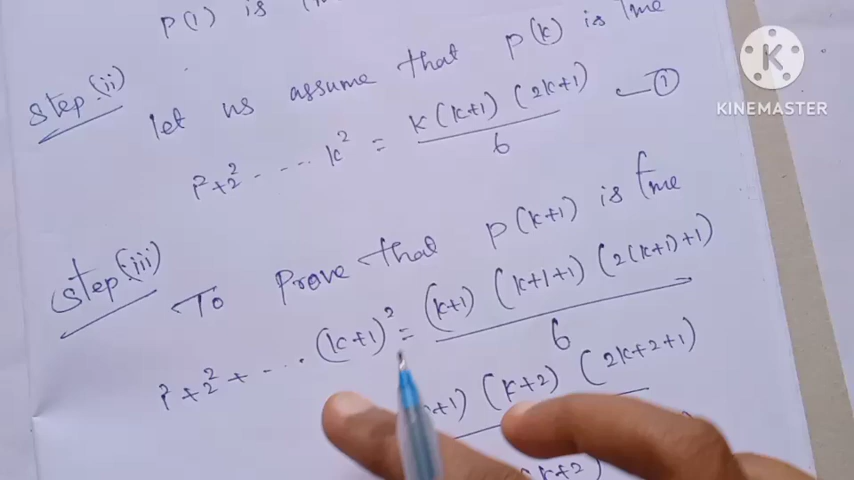 P(1) is
Step (ii)
let us assume that P(k) is true
1²+2² - - - - k² = k(k+1) (2k+1) / 6 — ①
Step (iii)
To Prove that P(k+1) is true
1²+2²+ - - - . (k+1)² = (k+1) (k+1+1) (2(k+1)+1) / 6
+1) (k+2) (2k+2+1)
k+2)
KINEMASTER